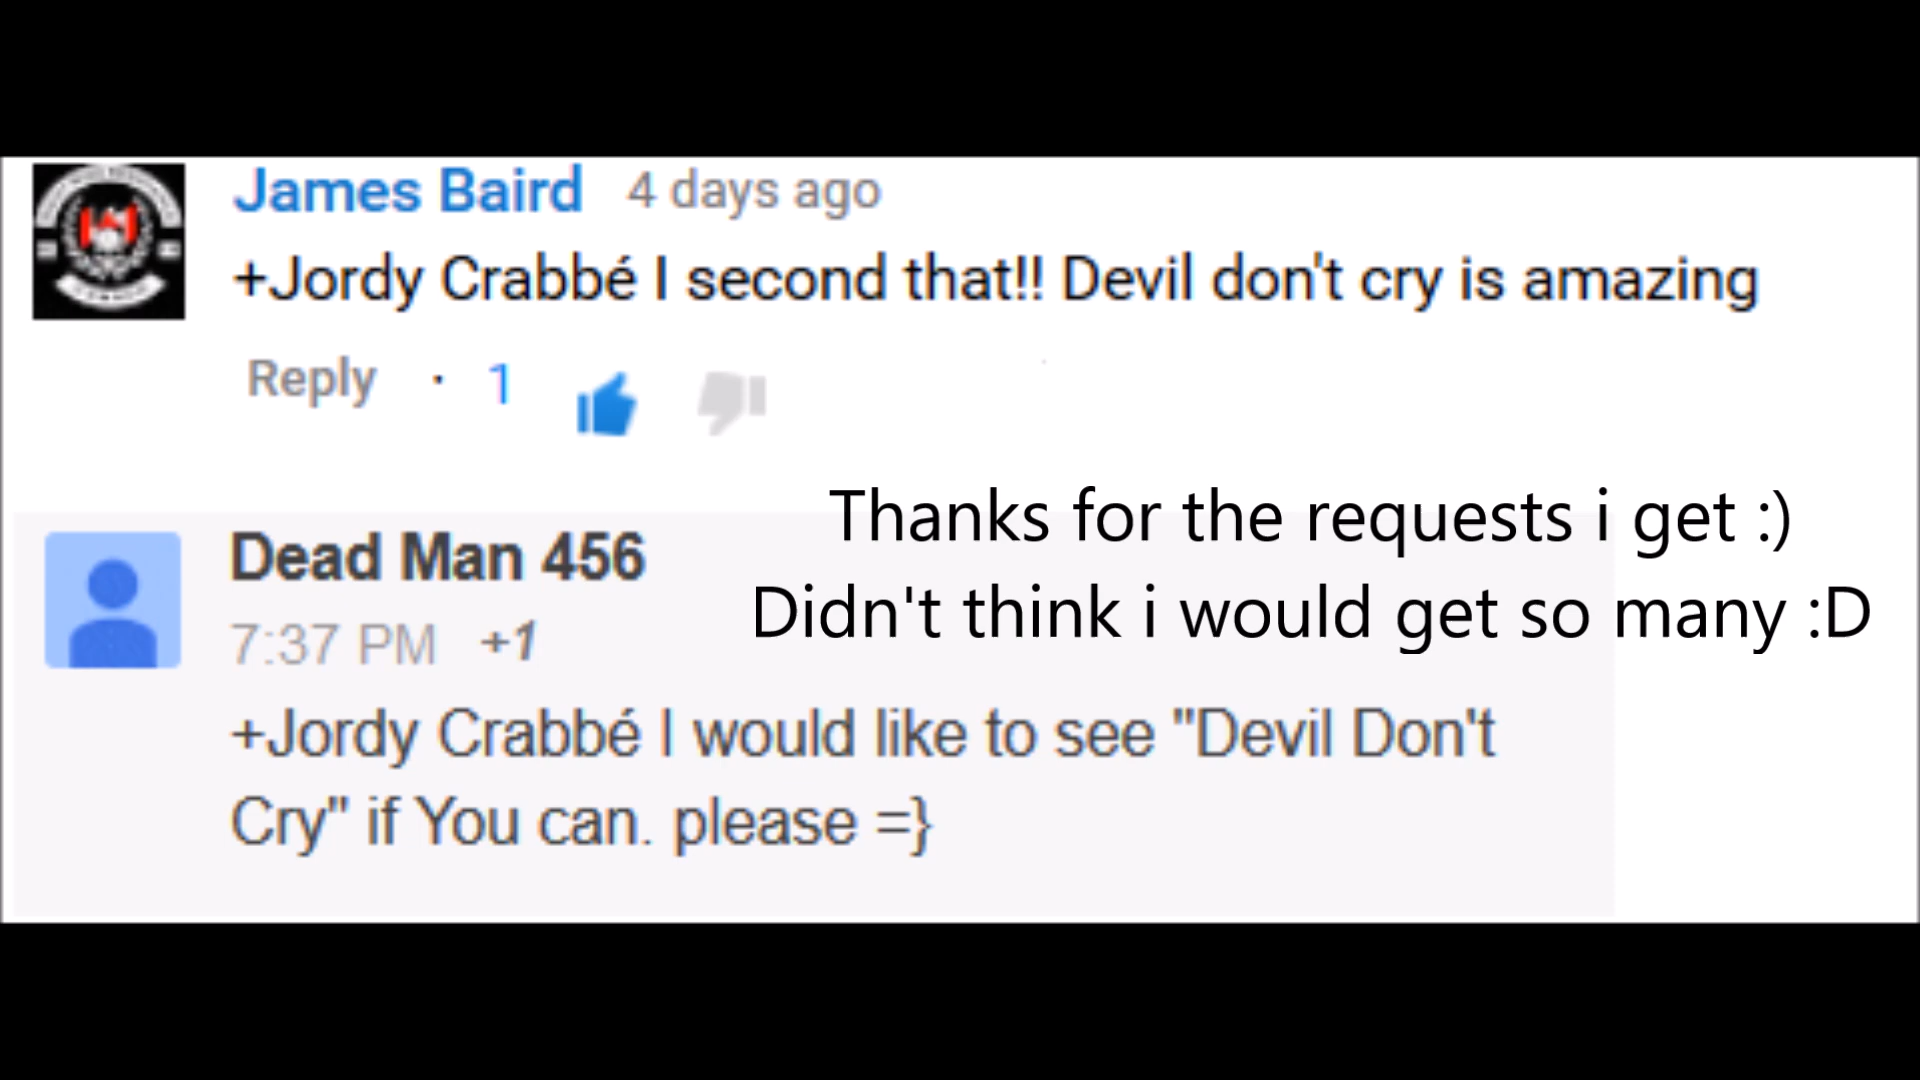 James Baird 4 days ago
+Jordy Crabbé I second that!! Devil don't cry is amazing
Reply · 1
Thanks for the requests i get :)
Didn't think i would get so many :D
Dead Man 456
7:37 PM +1
+Jordy Crabbé I would like to see "Devil Don't
Cry" if You can. please =}